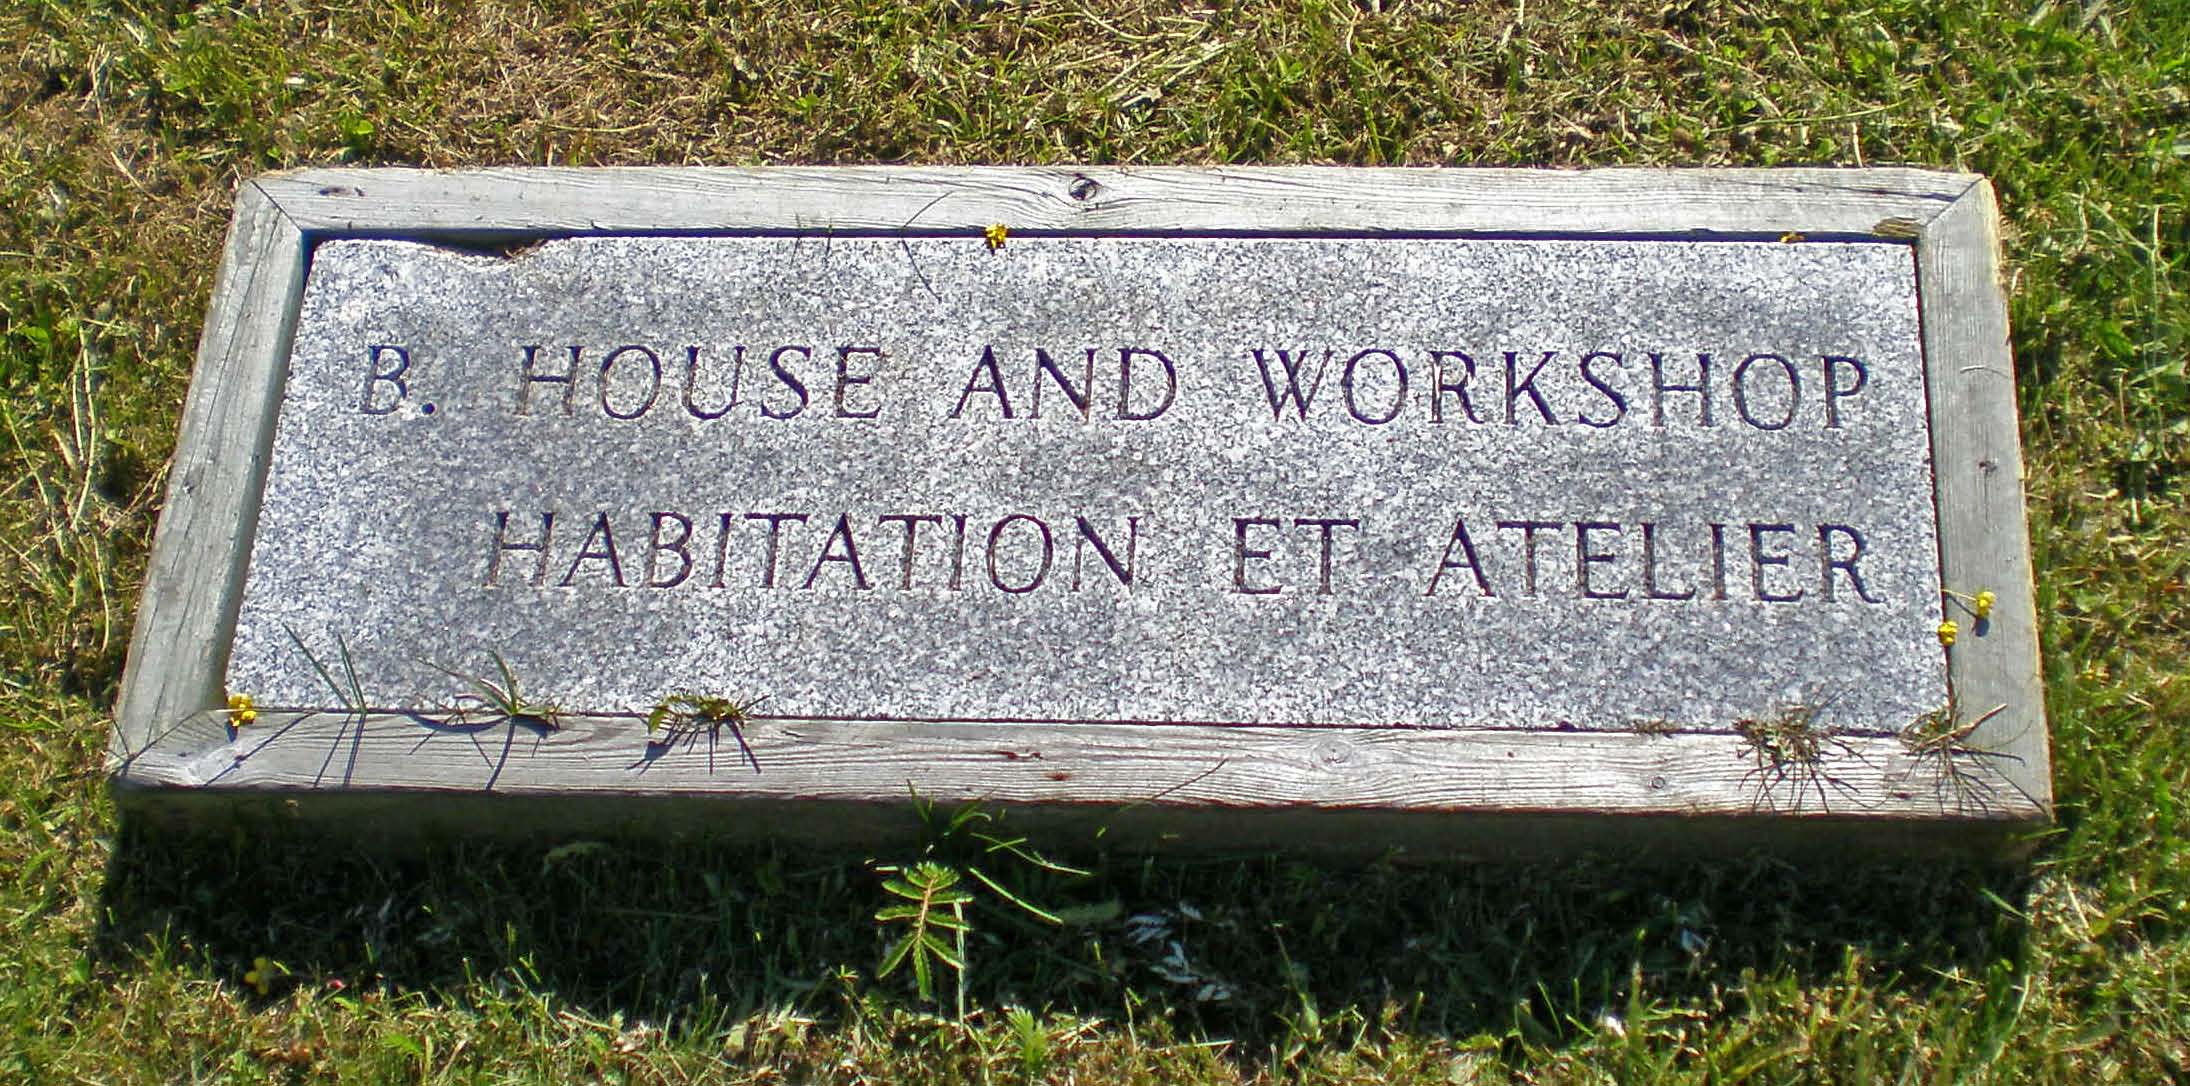 B. HOUSE AND WORKSHOP
HABITATION ET ATELIER